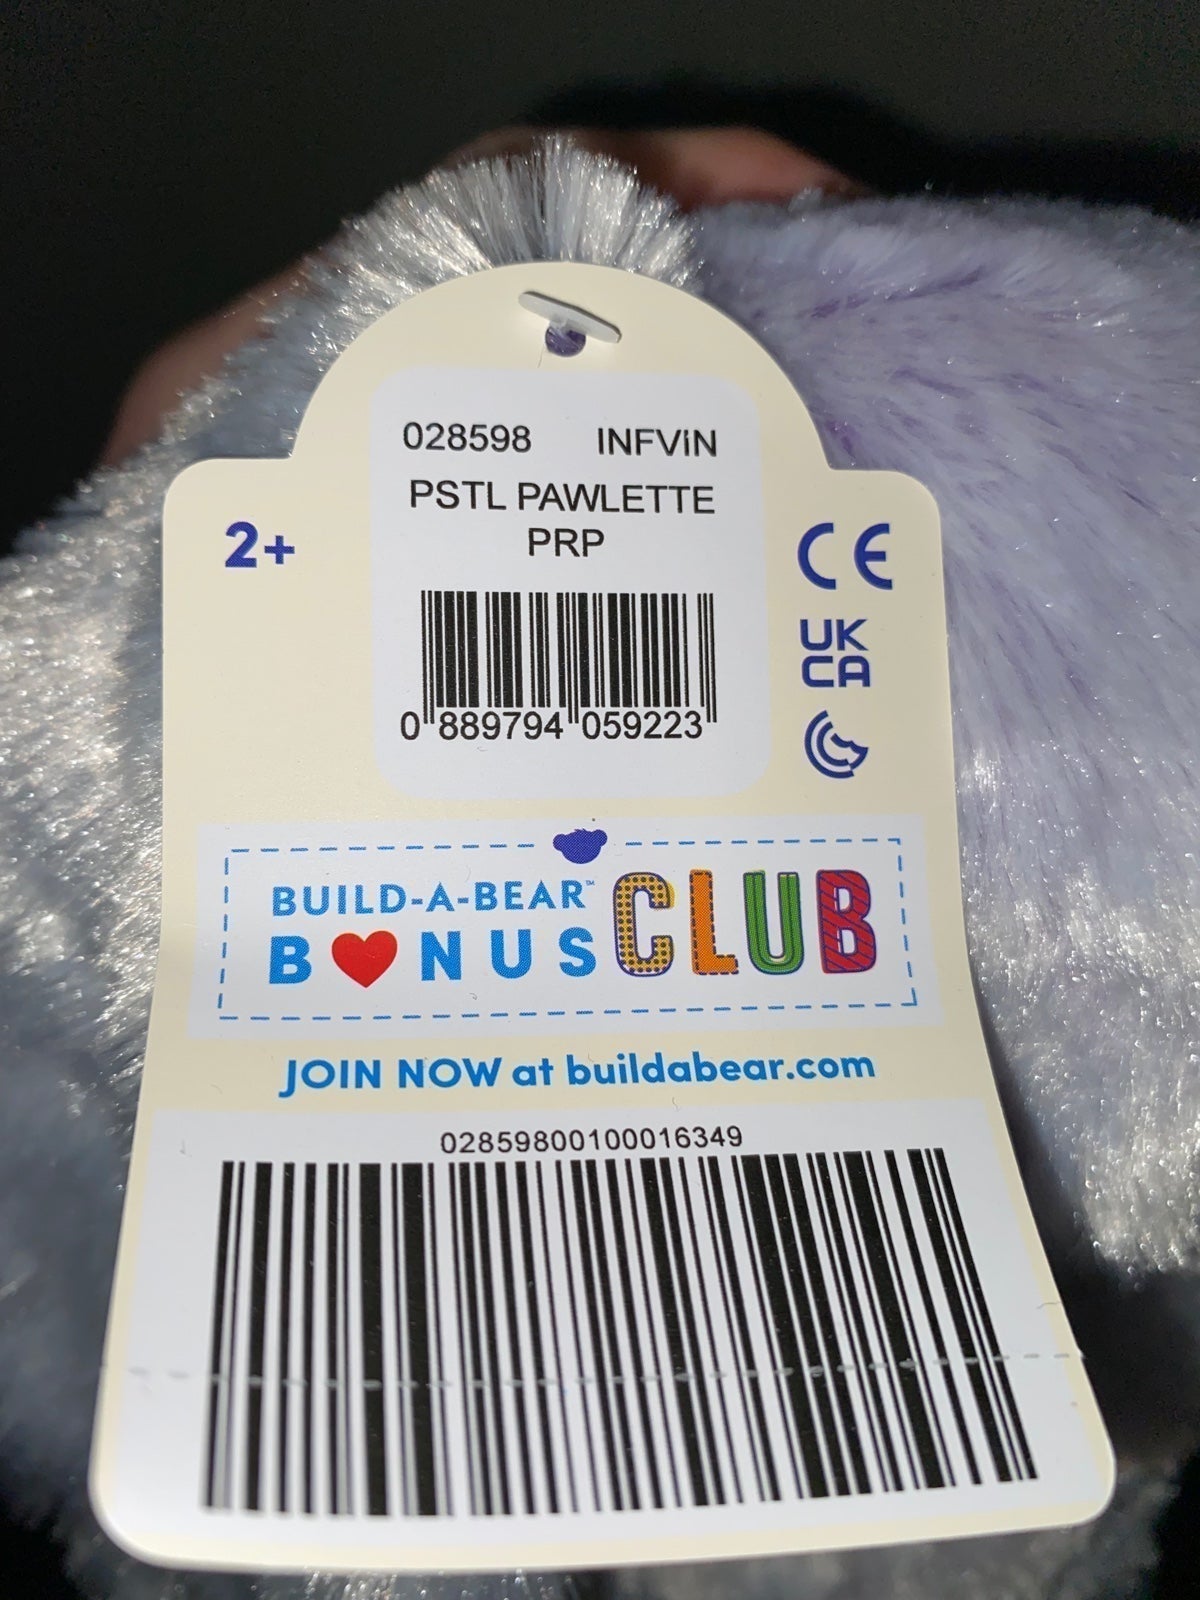 028598 INFVIN
PSTL PAWLETTE
PRP
2+
CE
UK
CA
0 889794 059223
BUILD-A-BEAR™
BONUS CLUB
JOIN NOW at buildabear.com
02859800100016349